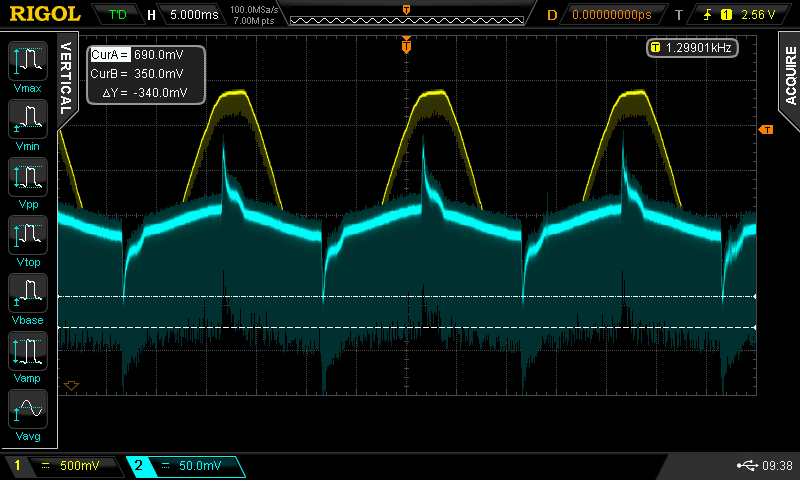 RIGOL T'D H 5.000ms 100.0MSa/s 7.00M pts T D 0.00000000ps T 1 2.56 V
VERTICAL
CurA = 690.0mV
CurB = 350.0mV
ΔY = -340.0mV
T
T 1.29901kHz
ACQUIRE
T
Vmax
Vmin
Vpp
Vtop
Vbase
Vamp
Vavg
1 500mV 2 50.0mV 09:38